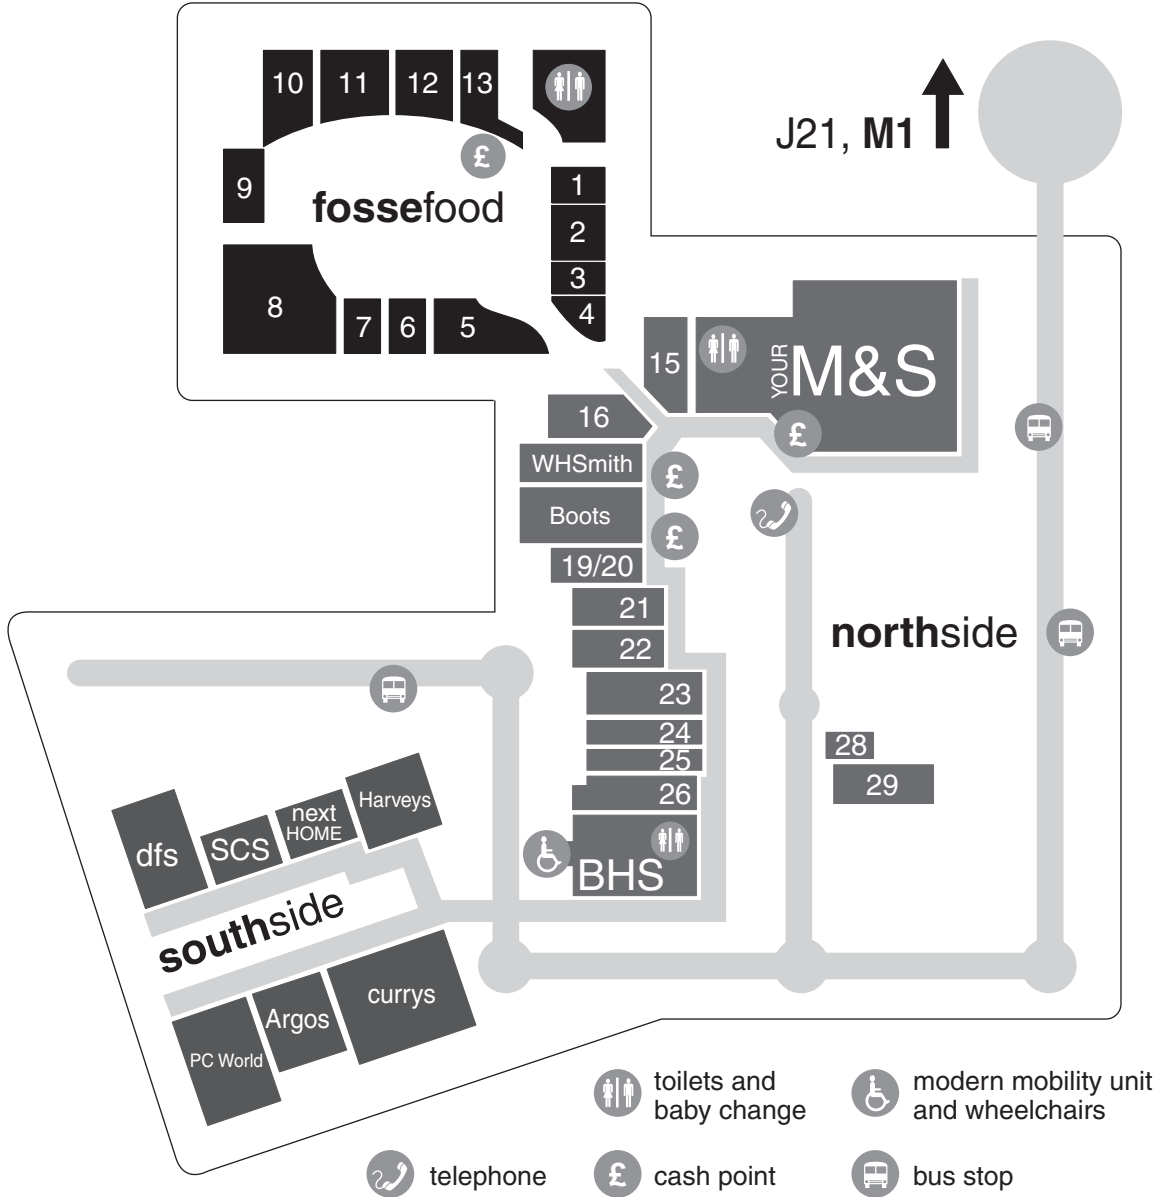 10
11
12
13
J21, M1
£
9
fossefood
1
2
3
4
8
7
6
5
15
YOUR
M&S
16
£
WHSmith
£
Boots
£
19/20
21
22
northside
23
24
25
26
28
29
BHS
Harveys
next
HOME
SCS
dfs
southside
currys
Argos
PC World
toilets and
baby change
modern mobility unit
and wheelchairs
telephone
£
cash point
bus stop